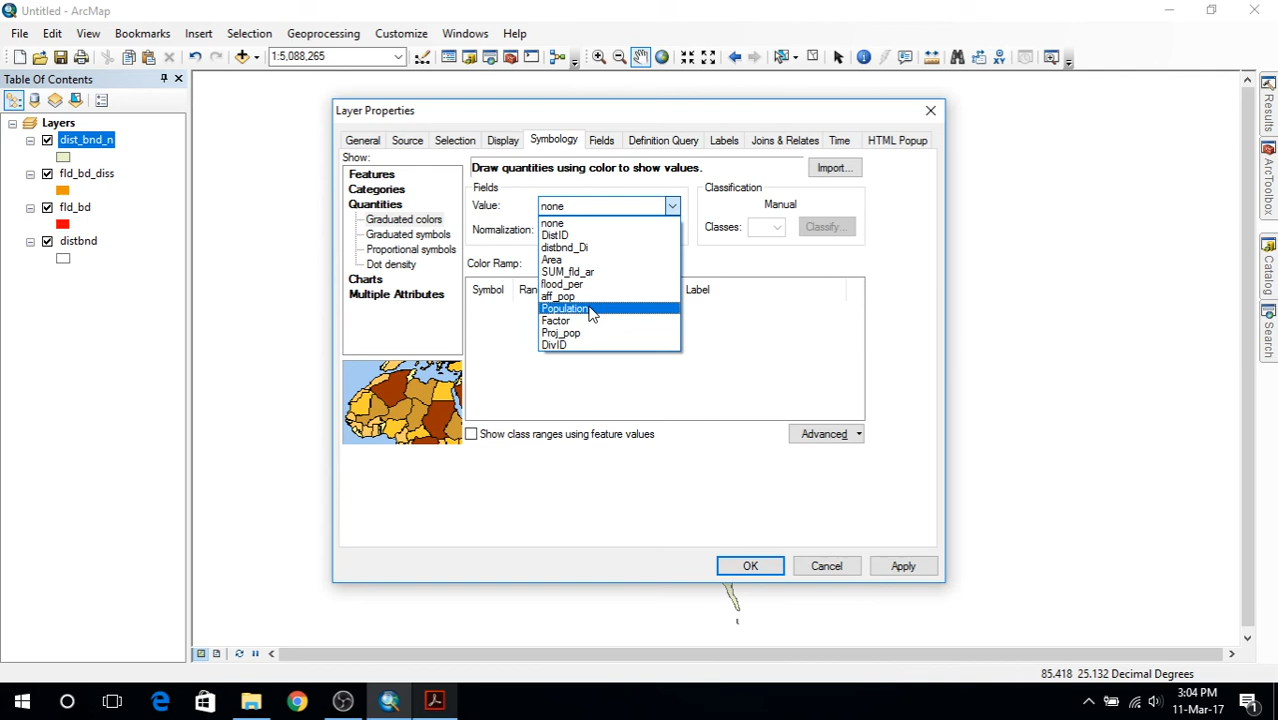 Untitled - ArcMap
File Edit View Bookmarks Insert Selection Geoprocessing Customize Windows Help
1:5,088,265
Table Of Contents
Layers
dist_bnd_n
fld_bd_diss
fld_bd
distbnd
Layer Properties
General Source Selection Display Symbology Fields Definition Query Labels Joins & Relates Time HTML Popup
Show:
Features
Categories
Quantities
Graduated colors
Graduated symbols
Proportional symbols
Dot density
Charts
Multiple Attributes
Draw quantities using color to show values.
Import...
Fields
Value: none
Normalization:
Color Ramp:
none
DistID
distbnd_Di
Area
SUM_fld_ar
flood_per
aff_pop
Population
Factor
Proj_pop
DivID
Classification
Manual
Classes:
Classify...
Symbol Ran Label
Show class ranges using feature values
Advanced
OK Cancel Apply
Results
ArcToolbox
Catalog
Search
85.418 25.132 Decimal Degrees
3:04 PM
11-Mar-17
1